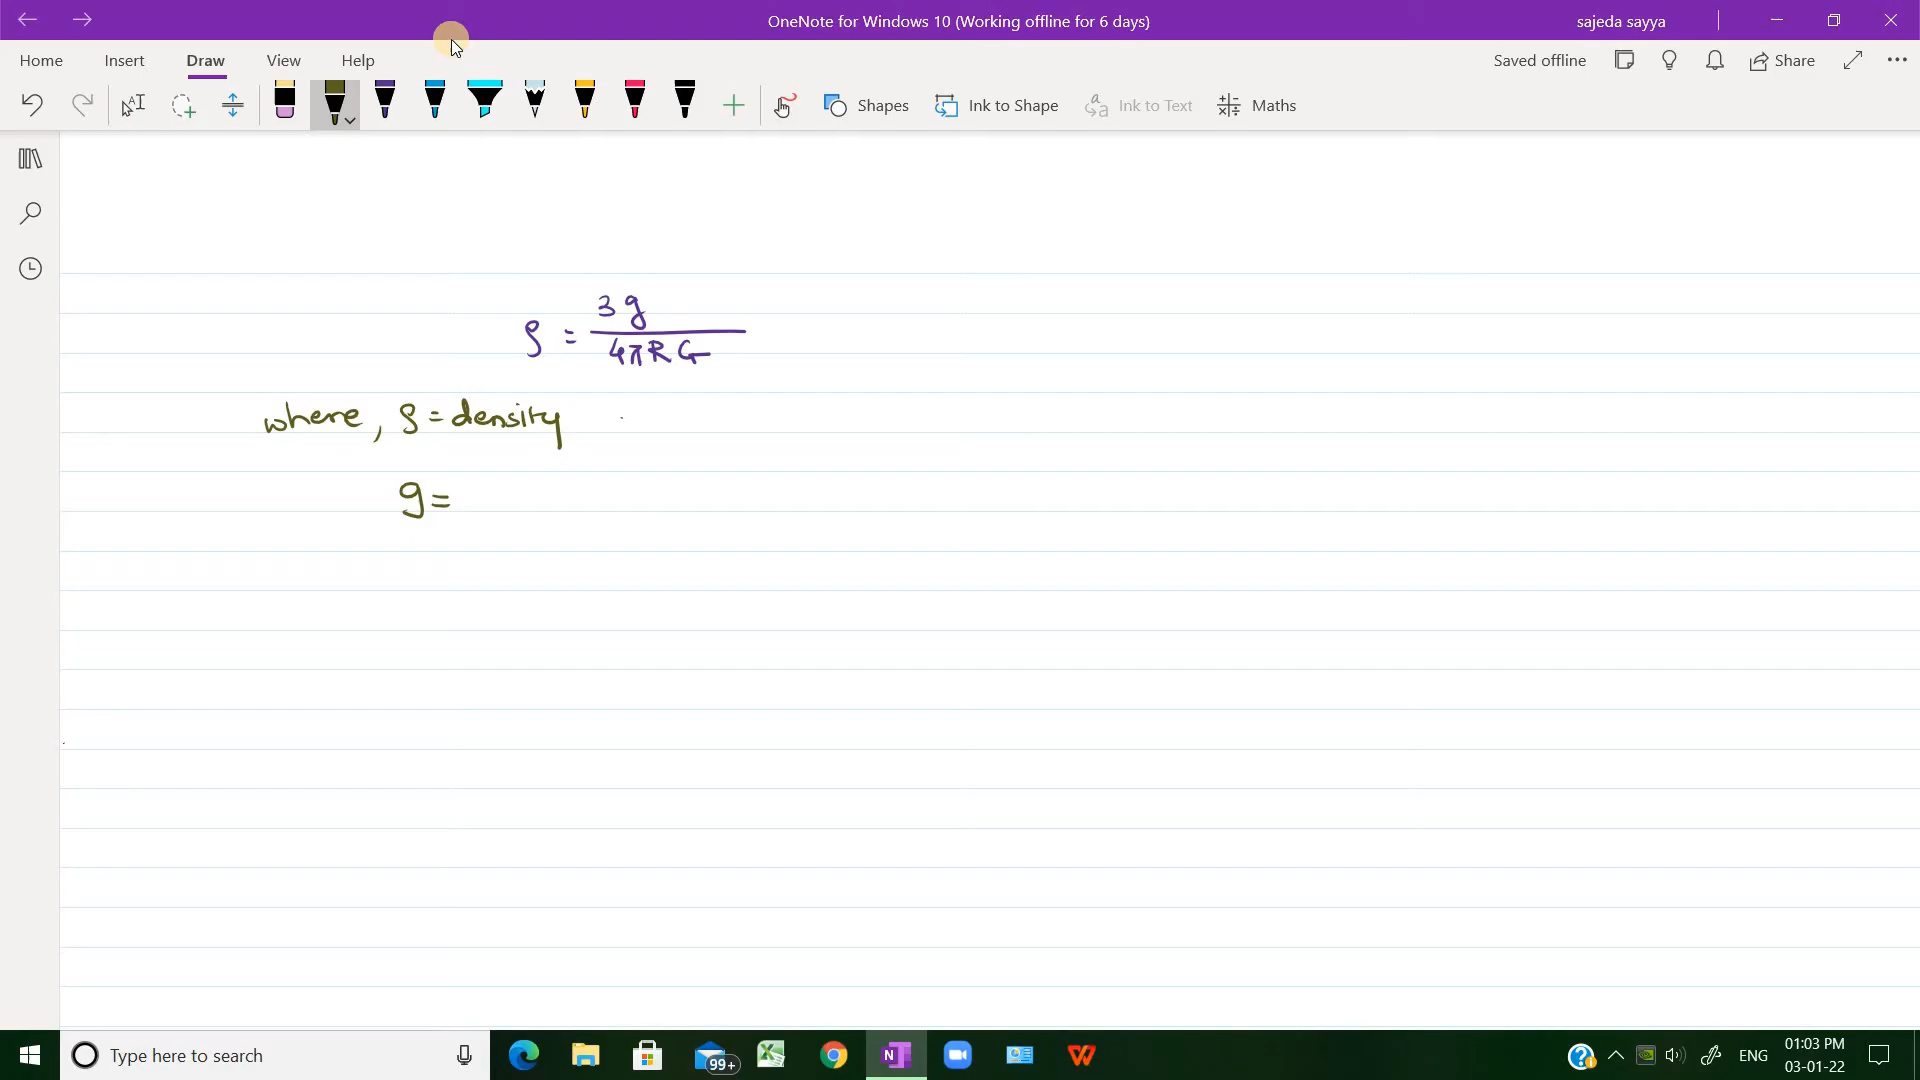 OneNote for Windows 10 (Working offline for 6 days)
sajeda sayya
Home Insert Draw View Help
Saved offline
Share
Shapes
Ink to Shape
Ink to Text
Maths
ρ = 3g / 4πRG
where, ρ = density
g =
Type here to search
99+
ENG
01:03 PM
03-01-22